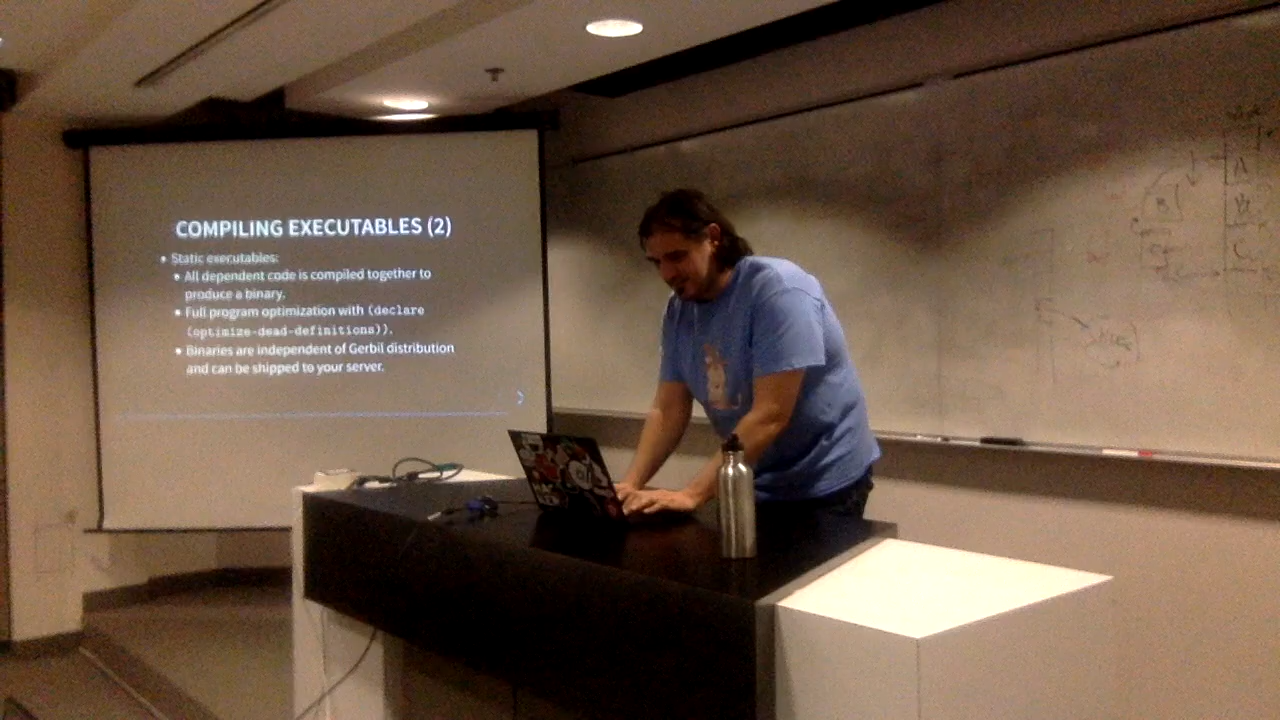 COMPILING EXECUTABLES (2)
• Static executables:
• All dependent code is compiled together to
produce a binary.
• Full program optimization with (declare
(optimize-dead-definitions)).
• Binaries are independent of Gerbil distribution
and can be shipped to your server.
A
B
C